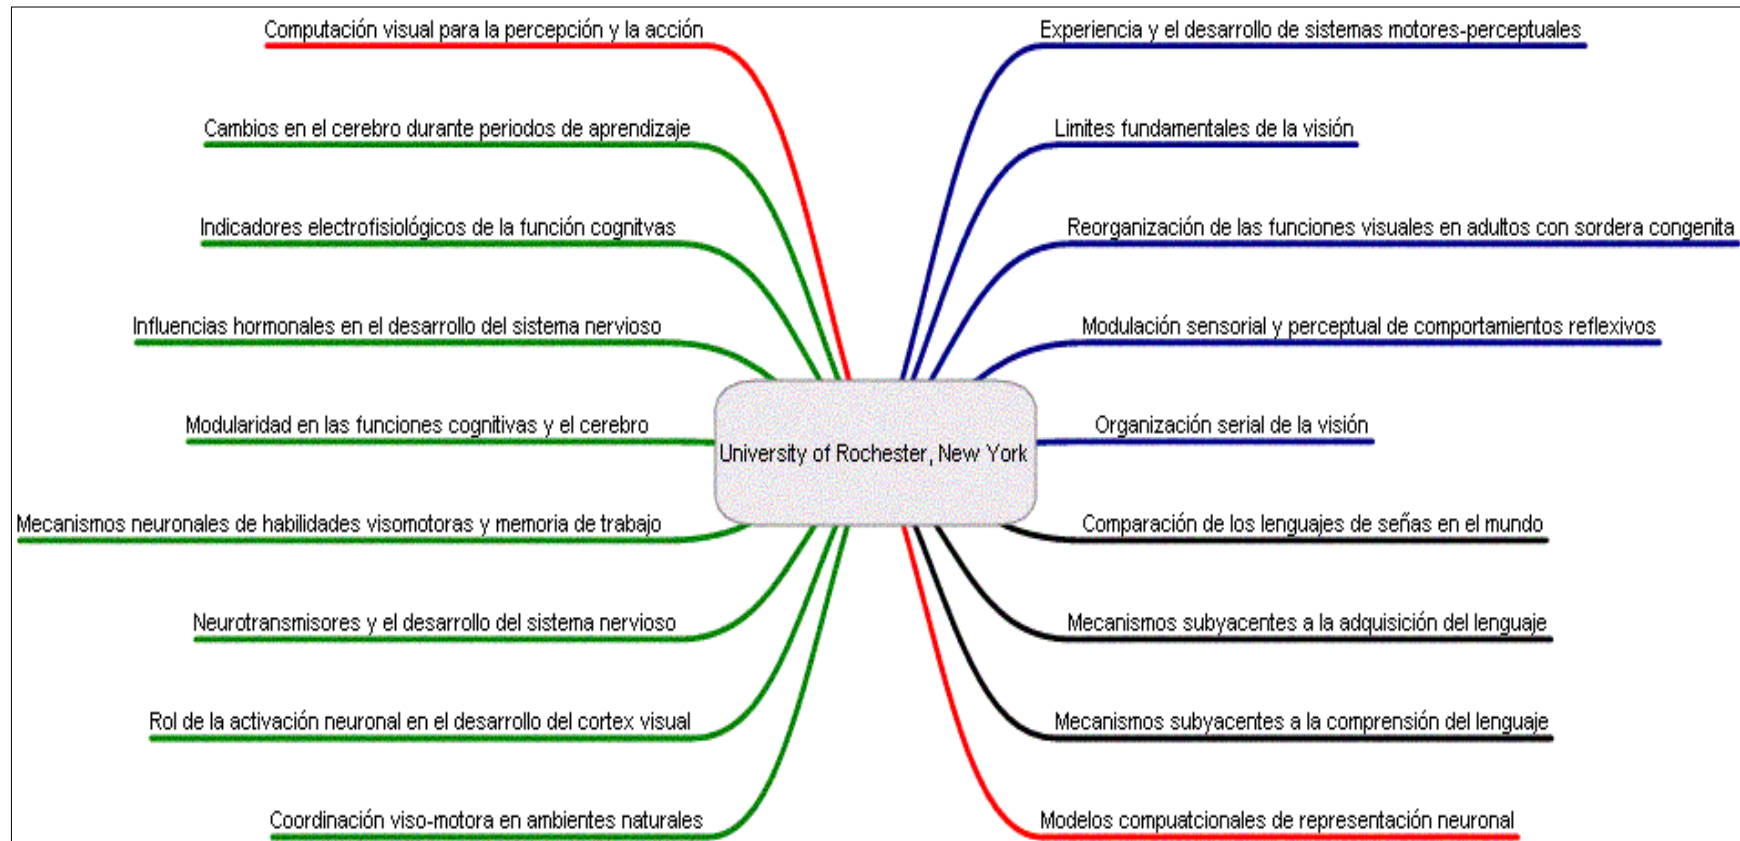 Computación visual para la percepción y la acción
Cambios en el cerebro durante periodos de aprendizaje
Indicadores electrofisiológicos de la función cognitvas
Influencias hormonales en el desarrollo del sistema nervioso
Modularidad en las funciones cognitivas y el cerebro
Mecanismos neuronales de habilidades visomotoras y memoria de trabajo
Neurotransmisores y el desarrollo del sistema nervioso
Rol de la activación neuronal en el desarrollo del cortex visual
Coordinación viso-motora en ambientes naturales
University of Rochester, New York
Experiencia y el desarrollo de sistemas motores-perceptuales
Limites fundamentales de la visión
Reorganización de las funciones visuales en adultos con sordera congenita
Modulación sensorial y perceptual de comportamientos reflexivos
Organización serial de la visión
Comparación de los lenguajes de señas en el mundo
Mecanismos subyacentes a la adquisición del lenguaje
Mecanismos subyacentes a la comprensión del lenguaje
Modelos compuatcionales de representación neuronal